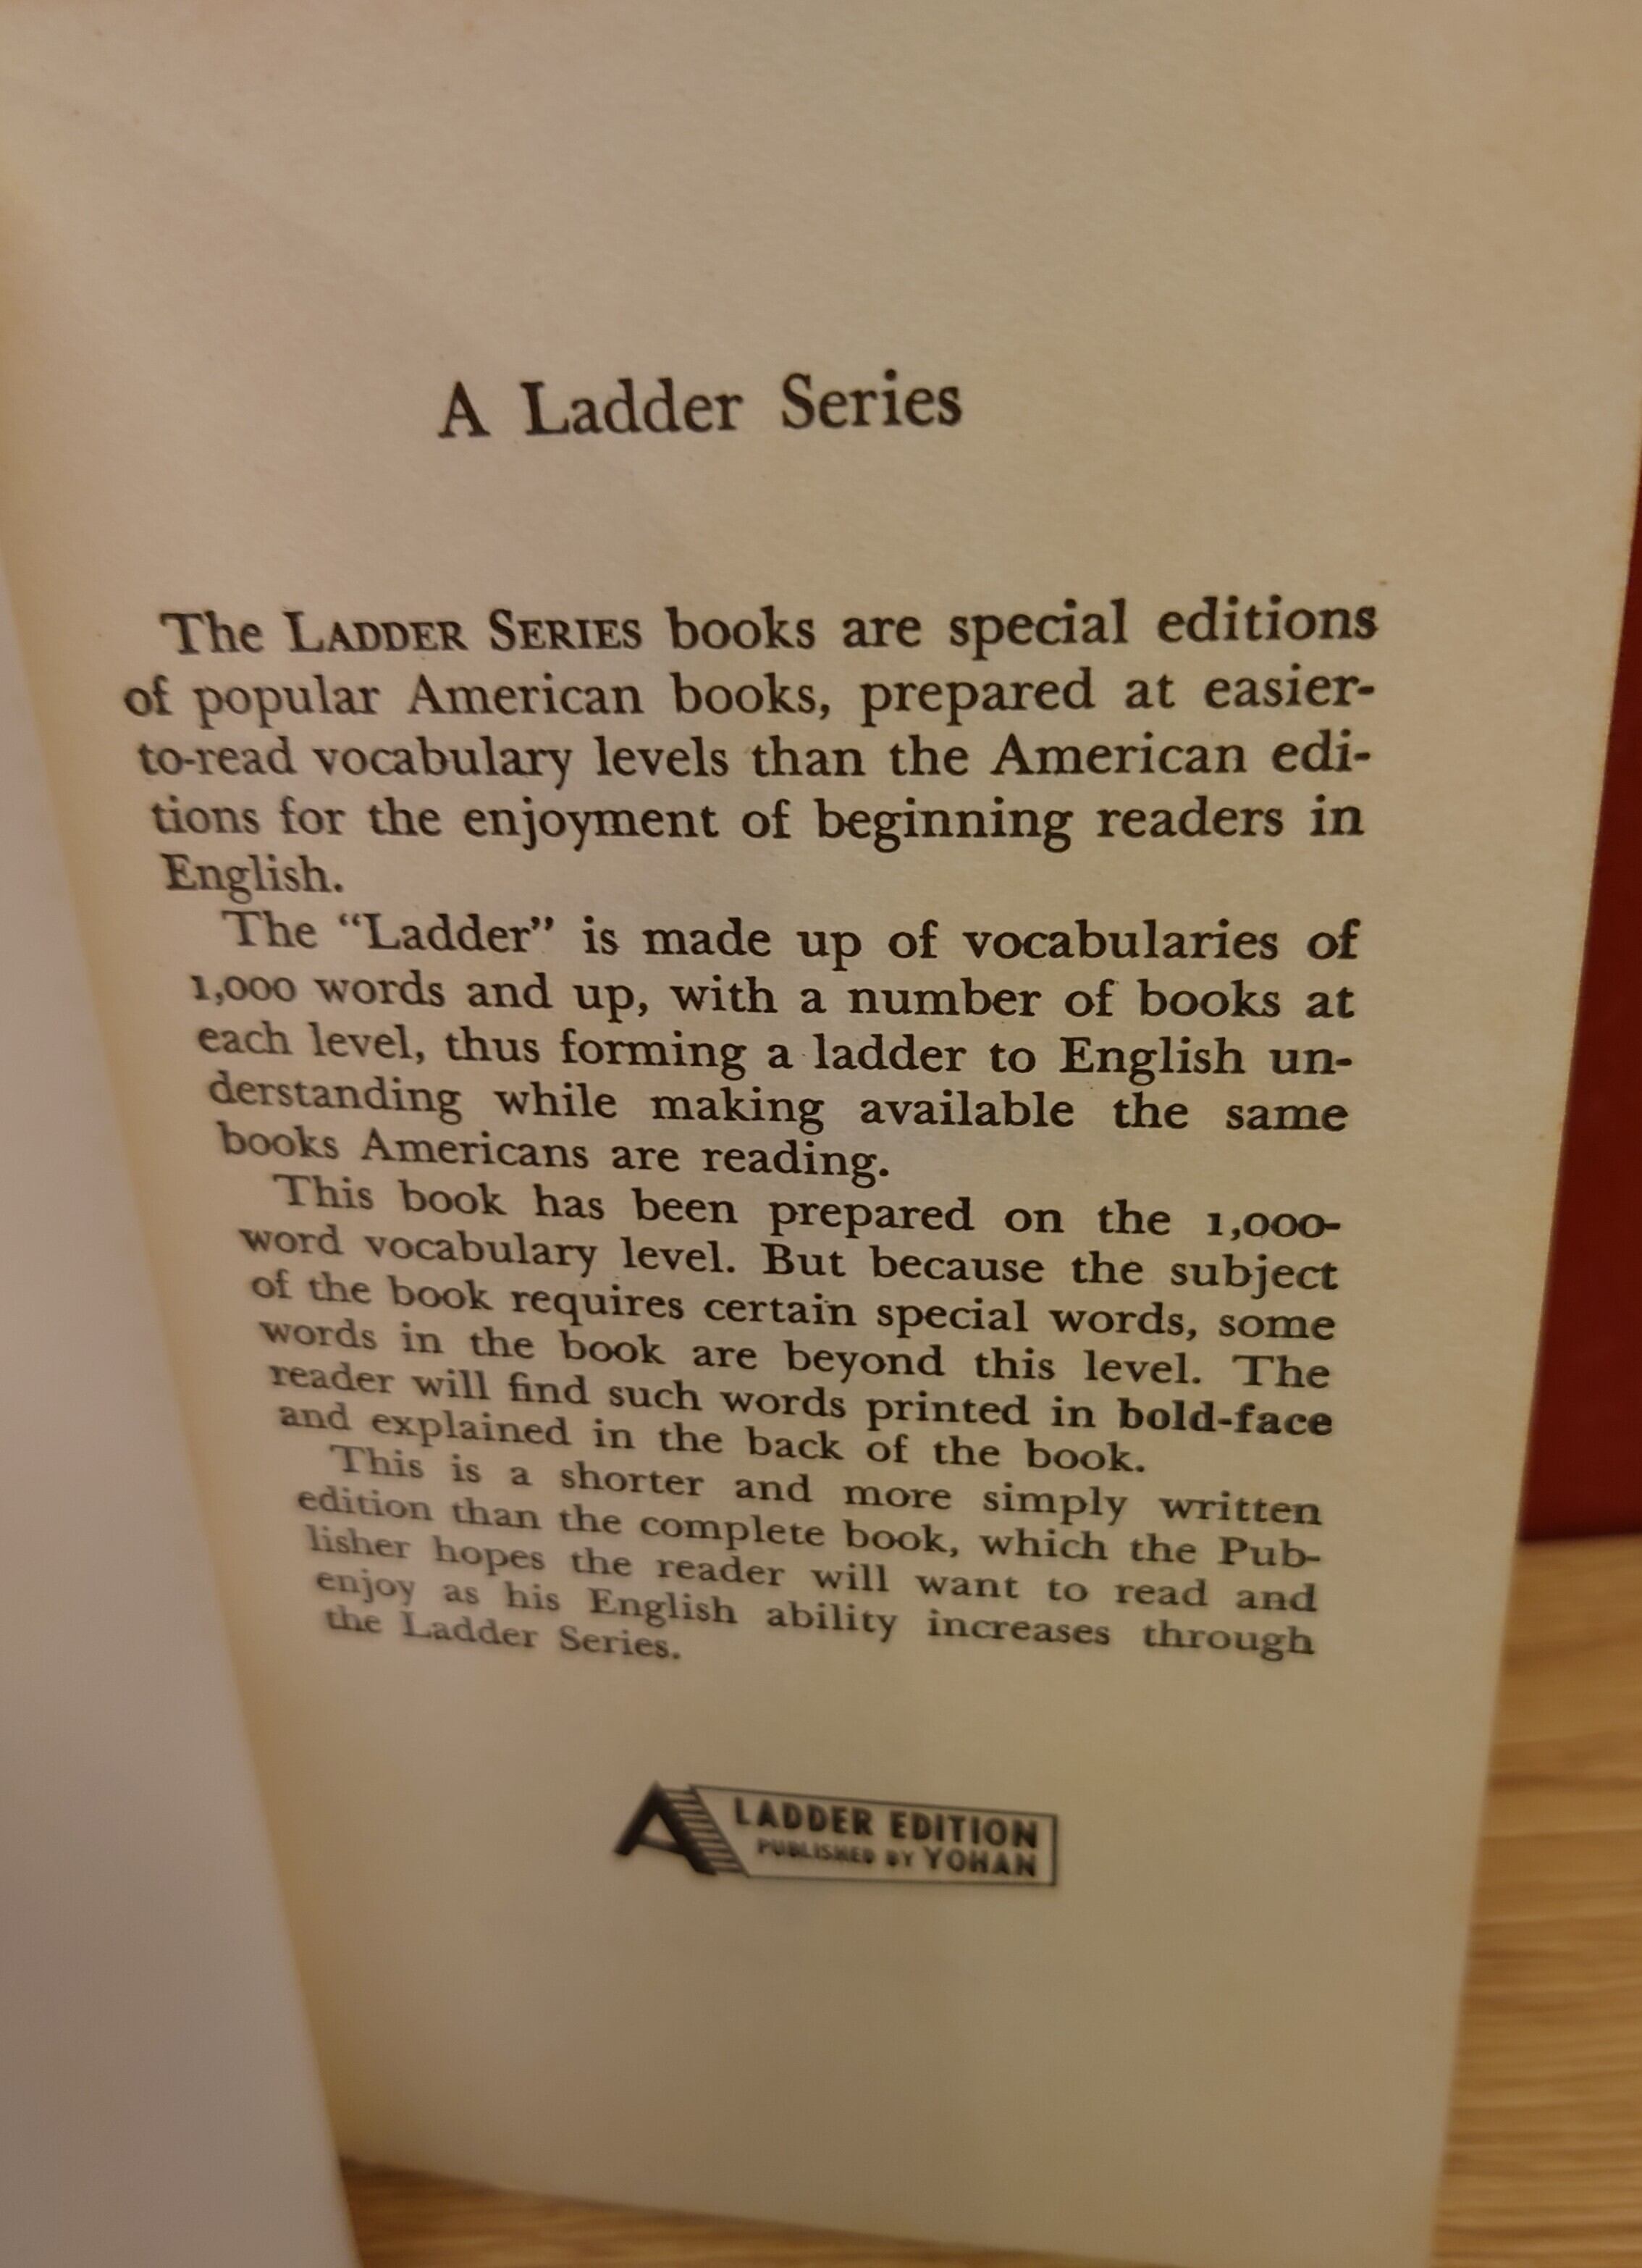 A Ladder Series
The LADDER SERIES books are special editions
of popular American books, prepared at easier-
to-read vocabulary levels than the American edi-
tions for the enjoyment of beginning readers in
English.
The “Ladder” is made up of vocabularies of
1,000 words and up, with a number of books at
each level, thus forming a ladder to English un-
derstanding while making available the same
books Americans are reading.
This book has been prepared on the 1,000-
word vocabulary level. But because the subject
of the book requires certain special words, some
words in the book are beyond this level. The
reader will find such words printed in bold-face
and explained in the back of the book.
This is a shorter and more simply written
edition than the complete book, which the Pub-
lisher hopes the reader will want to read and
enjoy as his English ability increases through
the Ladder Series.
LADDER EDITION
PUBLISHED BY YOHAN